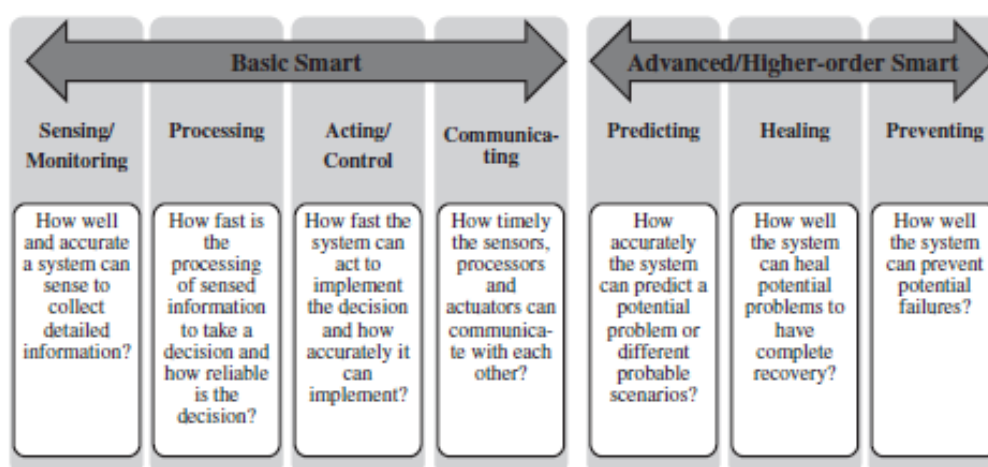 Basic Smart
Advanced/Higher-order Smart
Sensing/
Monitoring
Processing
Acting/
Control
Communica-
ting
Predicting
Healing
Preventing
How well
and accurate
a system can
sense to
collect
detailed
information?
How fast is
the
processing
of sensed
information
to take a
decision and
how reliable
is the
decision?
How fast the
system can
act to
implement
the decision
and how
accurately it
can
implement?
How timely
the sensors,
processors
and
actuators can
communica-
te with each
other?
How
accurately
the system
can predict a
potential
problem or
different
probable
scenarios?
How well
the system
can heal
potential
problems to
have
complete
recovery?
How well
the system
can prevent
potential
failures?